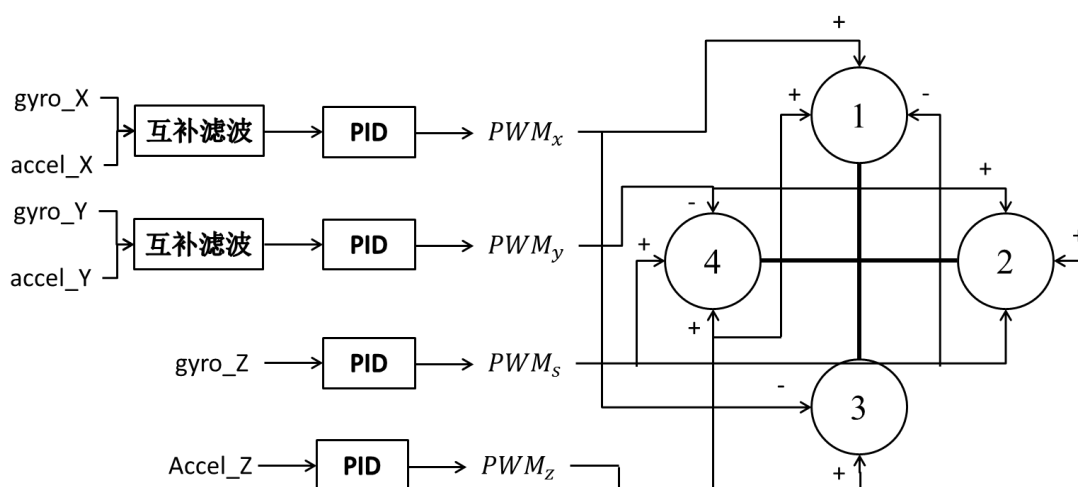 gyro_X
accel_X
互补滤波
PID
PWM_x
gyro_Y
accel_Y
互补滤波
PID
PWM_y
gyro_Z
PID
PWM_s
Accel_Z
PID
PWM_z
+
+
-
1
+
-
+
4
+
2
+
-
3
+